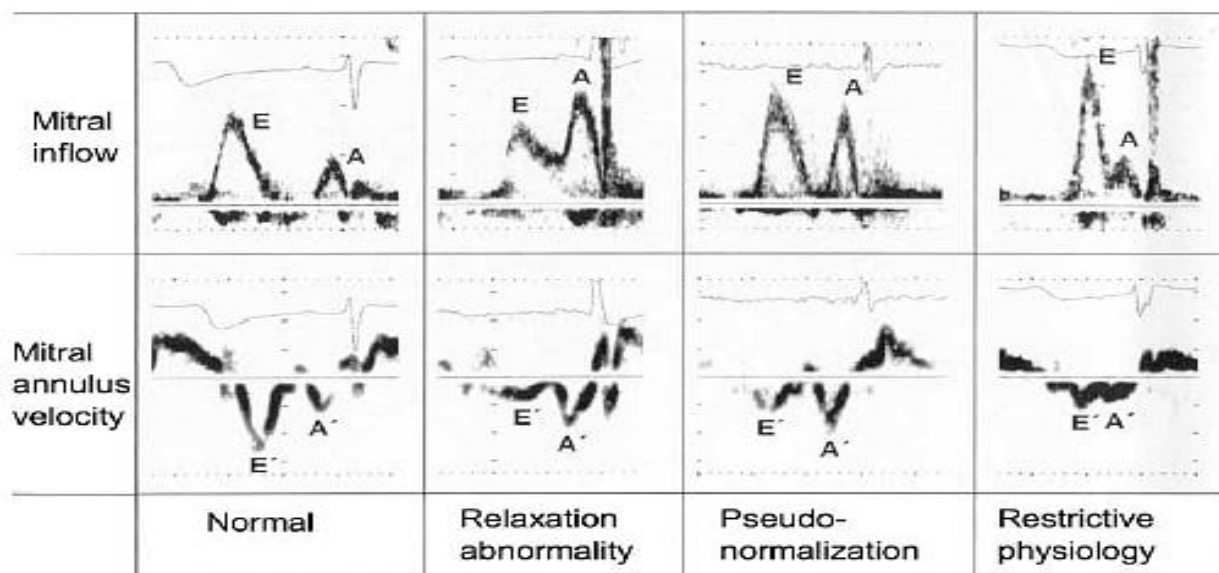 Mitral
inflow
E
A
E
A
E
A
E
A
Mitral
annulus
velocity
E´
A´
E´
A´
E´
A´
E´ A´
Normal
Relaxation
abnormality
Pseudo-
normalization
Restrictive
physiology